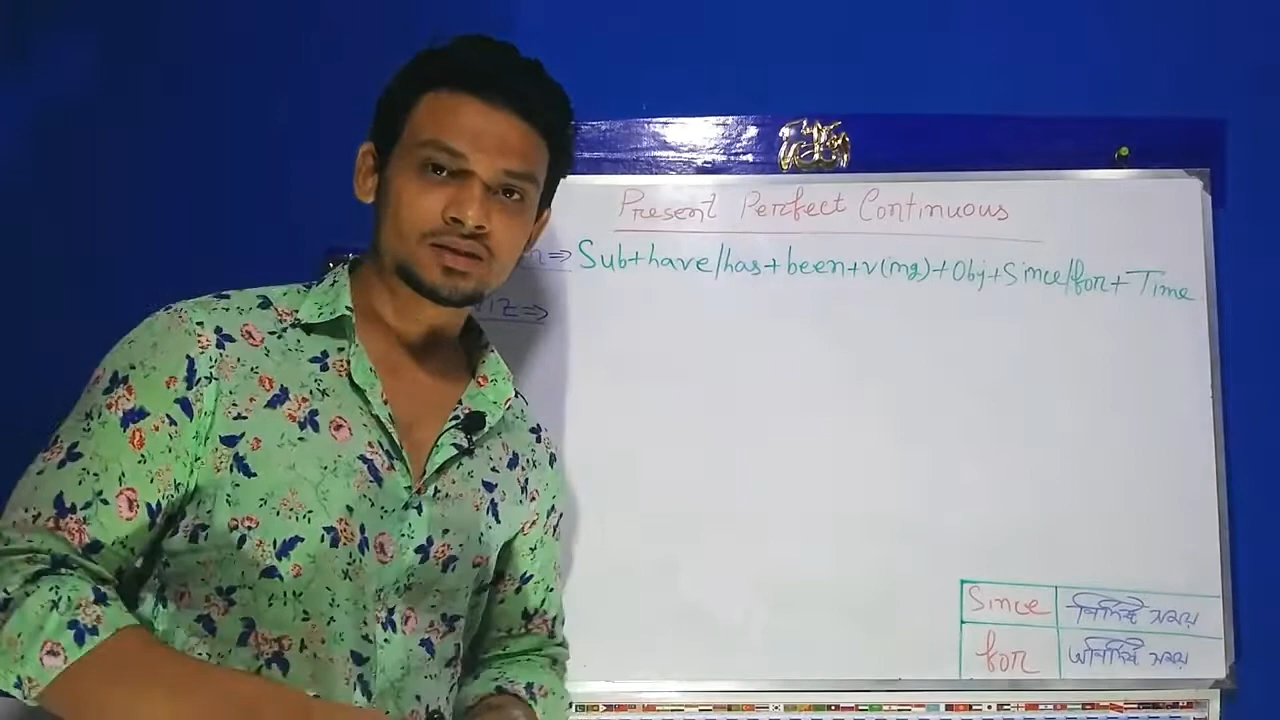 Present Perfect Continuous
⇒ Sub+have/has+been+v(ing)+Obj+Since/for+Time
⇒
Since নির্দিষ্ট সময়
for অনির্দিষ্ট সময়